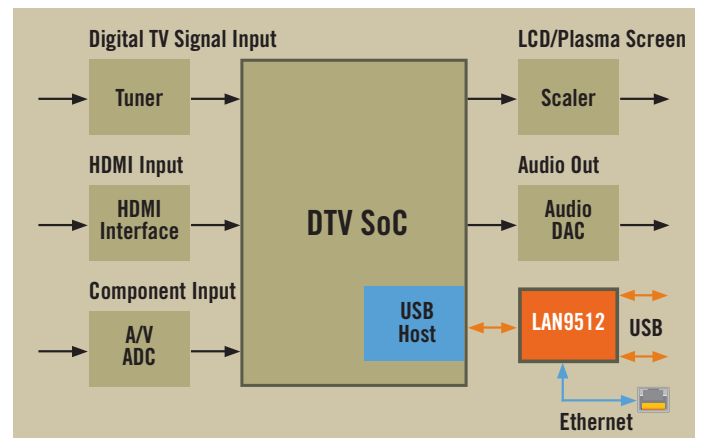 Digital TV Signal Input
LCD/Plasma Screen
Tuner
Scaler
HDMI Input
Audio Out
HDMI
Interface
DTV SoC
Audio
DAC
Component Input
A/V
ADC
USB
Host
LAN9512
USB
Ethernet